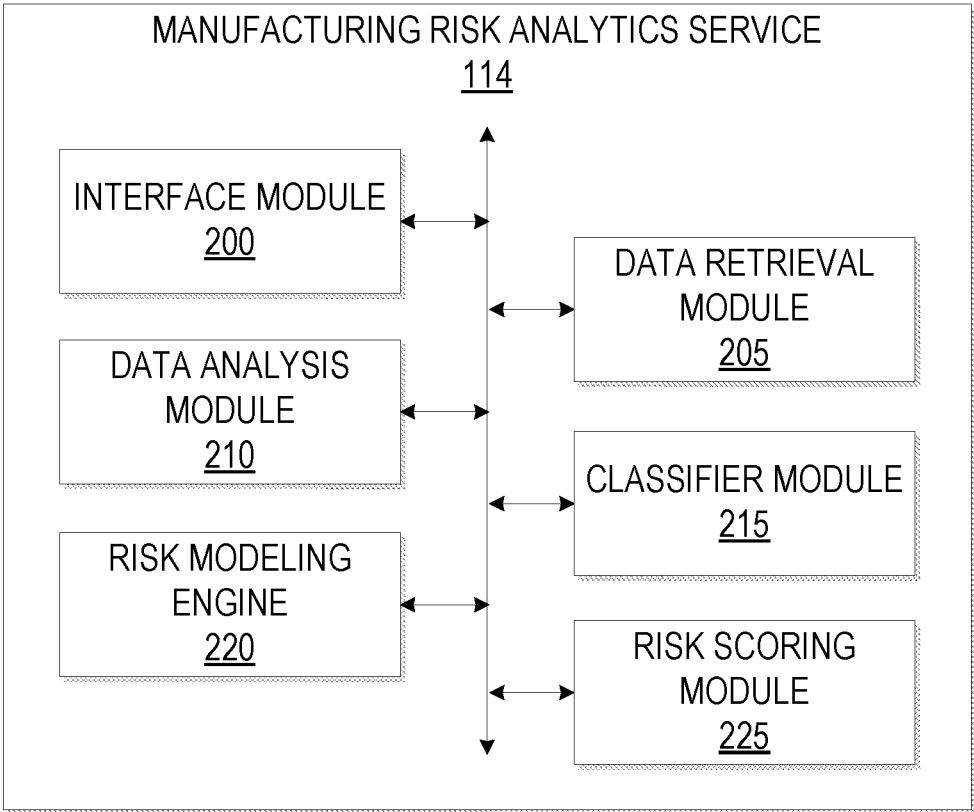 MANUFACTURING RISK ANALYTICS SERVICE
114
INTERFACE MODULE
200
DATA RETRIEVAL
MODULE
205
DATA ANALYSIS
MODULE
210
CLASSIFIER MODULE
215
RISK MODELING
ENGINE
220
RISK SCORING
MODULE
225